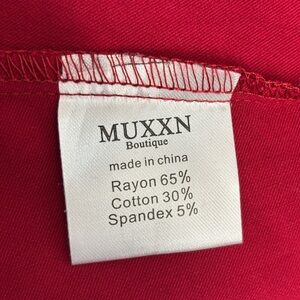 MUXXN
Boutique
made in china
Rayon 65%
Cotton 30%
Spandex 5%